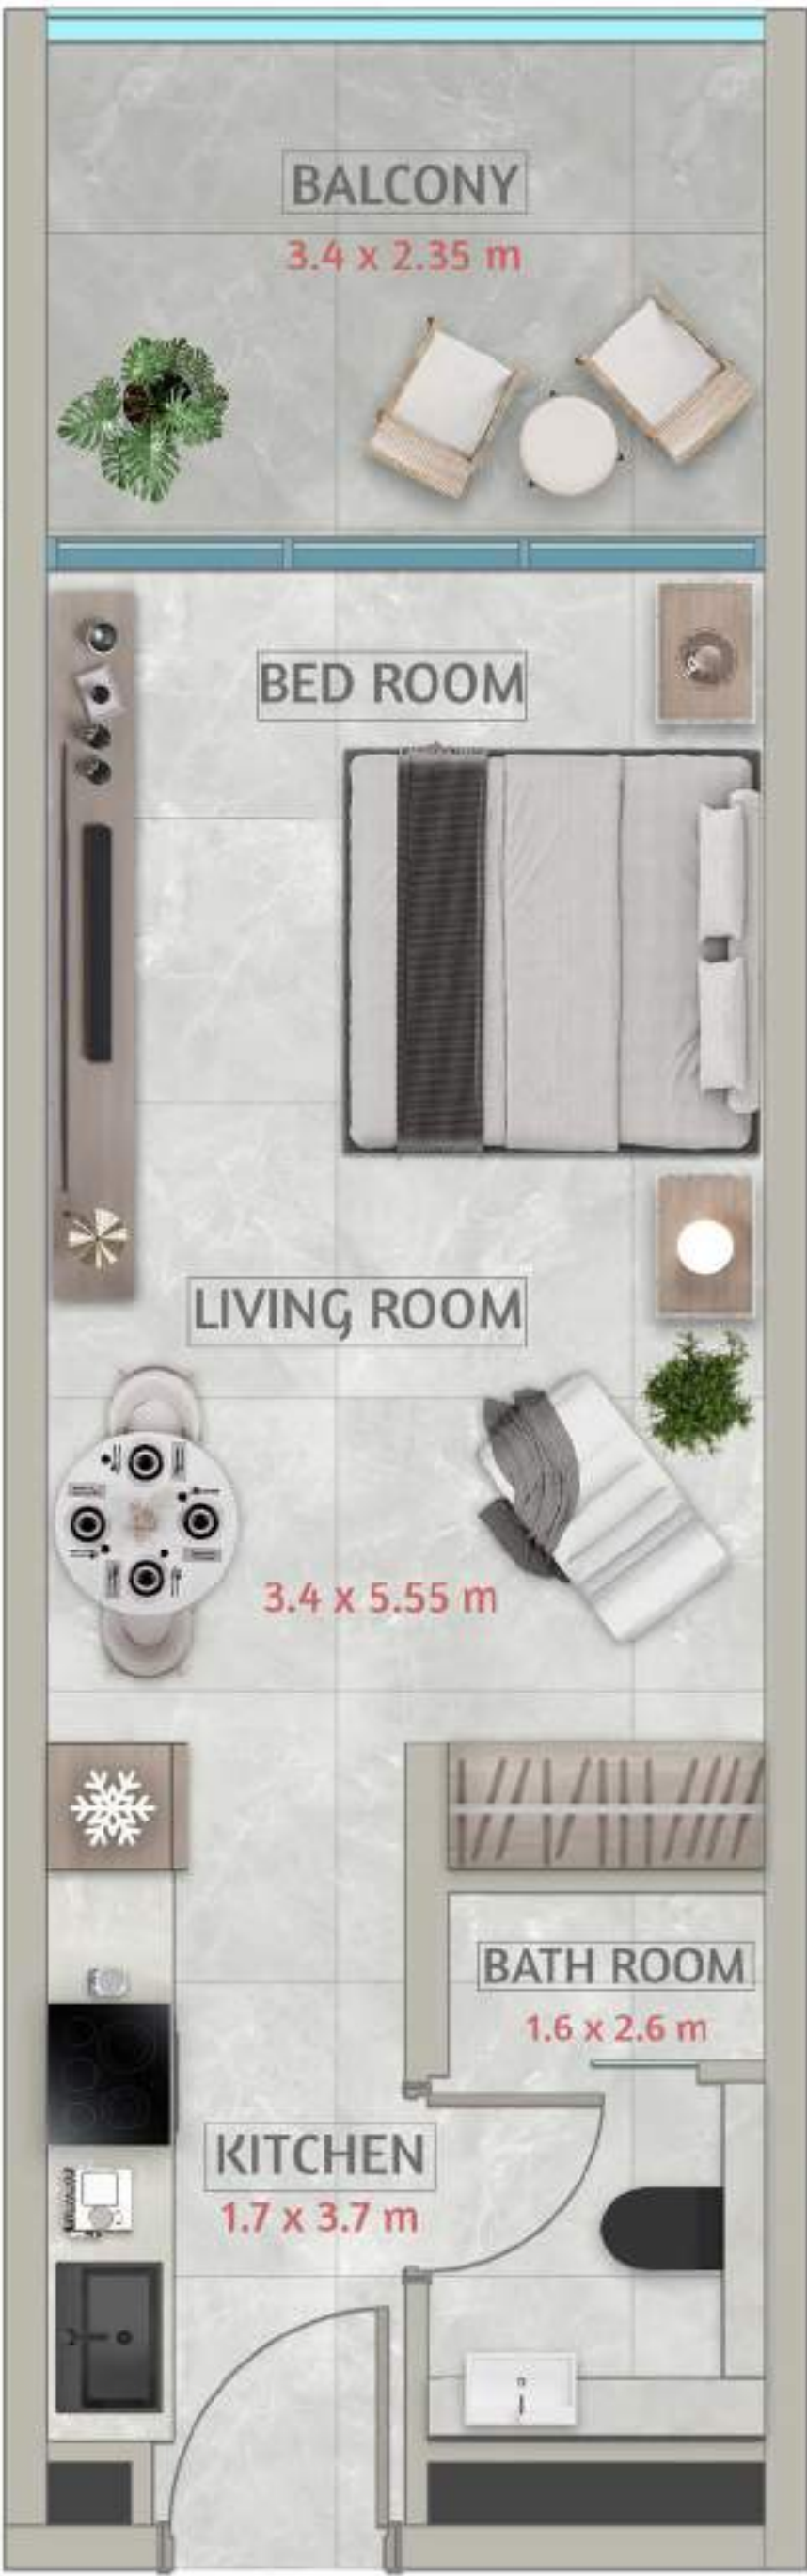 BALCONY
3.4 x 2.35 m
BED ROOM
LIVING ROOM
3.4 x 5.55 m
BATH ROOM
1.6 x 2.6 m
KITCHEN
1.7 x 3.7 m